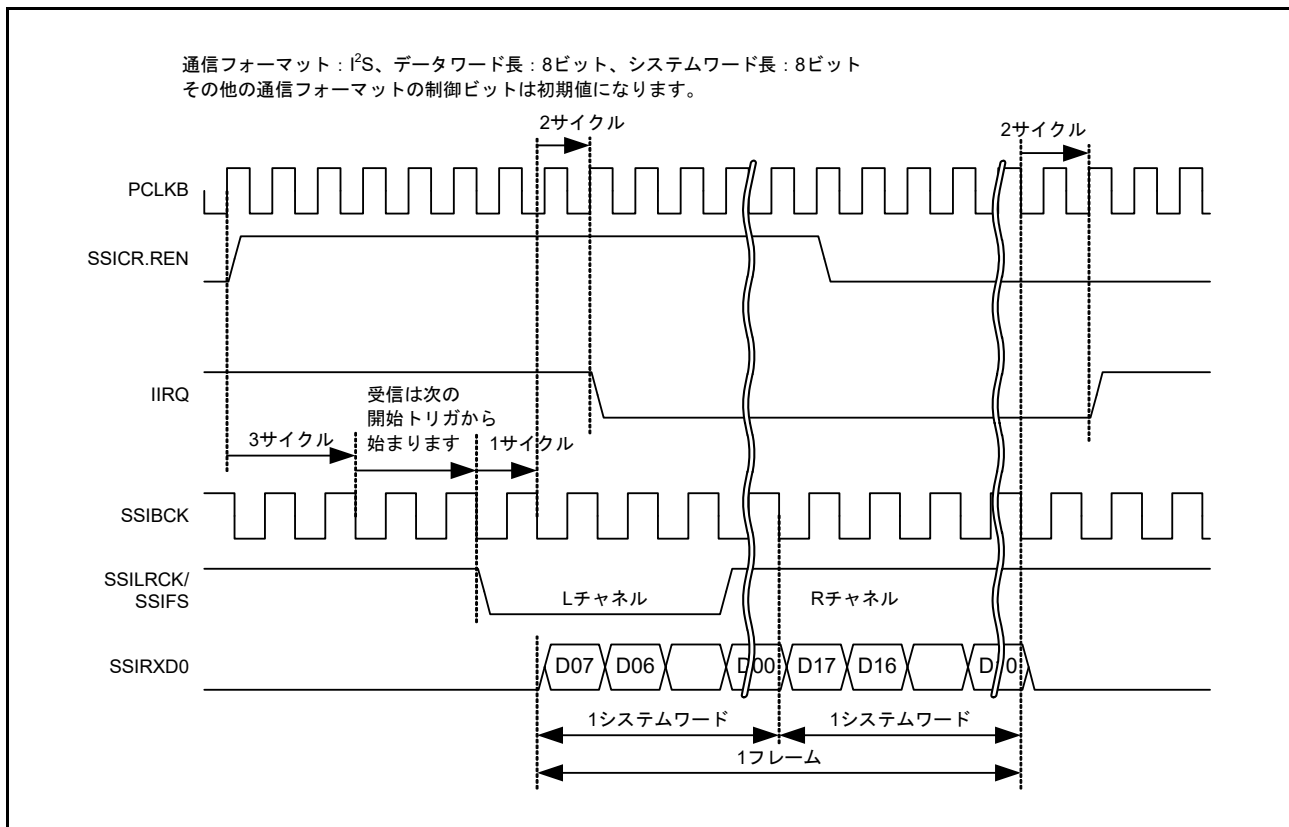 通信フォーマット：I²S、データワード長：8ビット、システムワード長：8ビット
その他の通信フォーマットの制御ビットは初期値になります。
2サイクル
2サイクル
PCLKB
SSICR.REN
IIRQ
受信は次の
開始トリガから
始まります
3サイクル
1サイクル
SSIBCK
SSILRCK/
SSIFS
Lチャネル
Rチャネル
SSIRXD0
D07
D06
D00
D17
D16
1システムワード
1システムワード
1フレーム